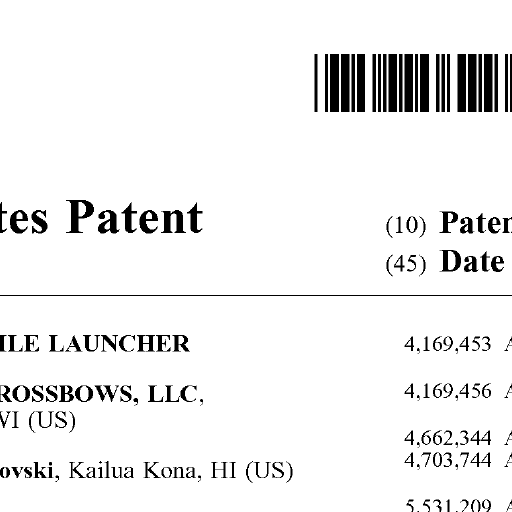 tes Patent
(10) Paten
(45) Date
ILE LAUNCHER
ROSSBOWS, LLC,
WI (US)
ovski, Kailua Kona, HI (US)
4,169,453 A
4,169,456 A
4,662,344 A
4,703,744 A
5,531,209 A